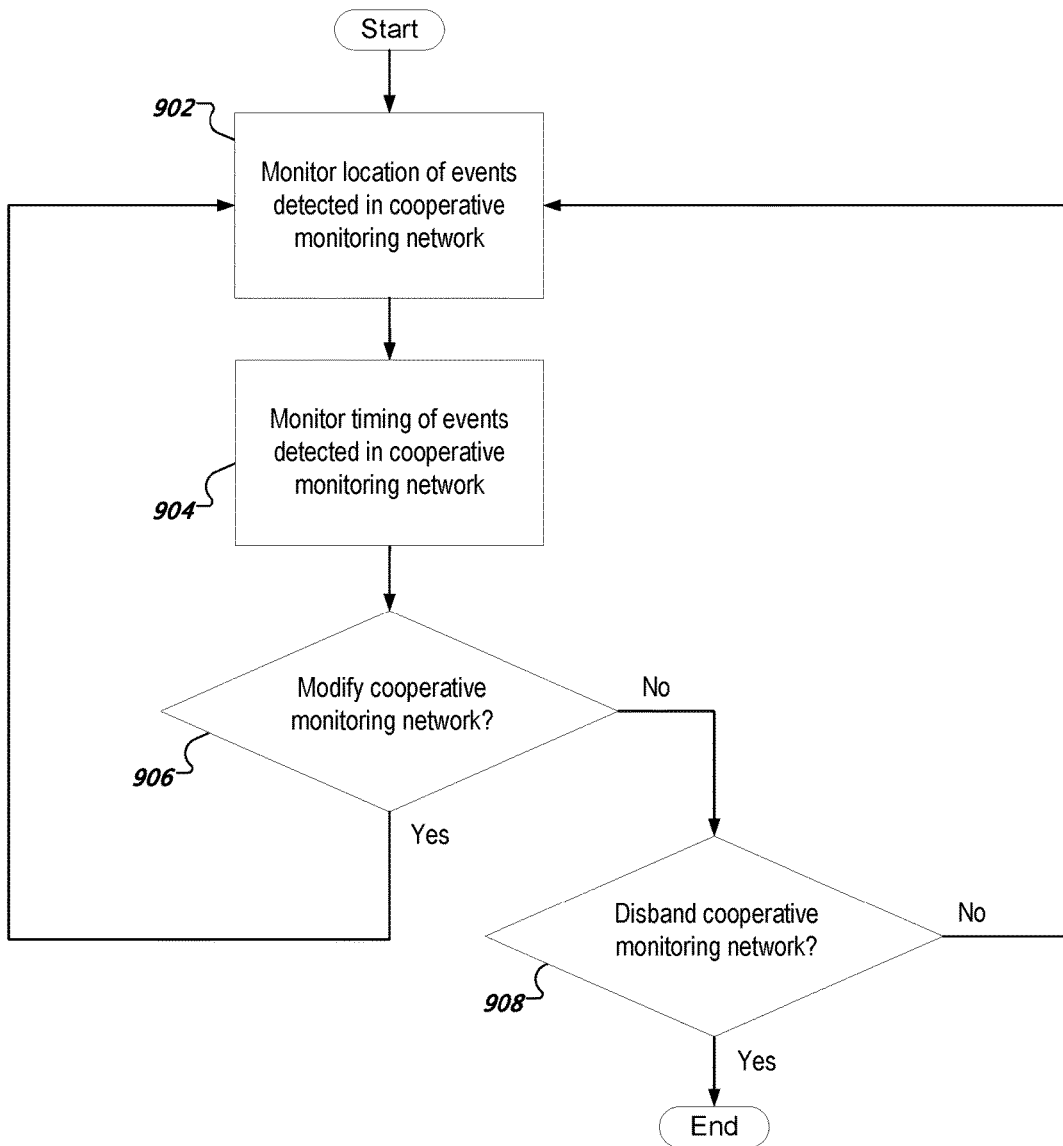 Start
902
Monitor location of events
detected in cooperative
monitoring network
Monitor timing of events
detected in cooperative
monitoring network
904
Modify cooperative
monitoring network?
No
906
Yes
Disband cooperative
monitoring network?
No
908
Yes
End